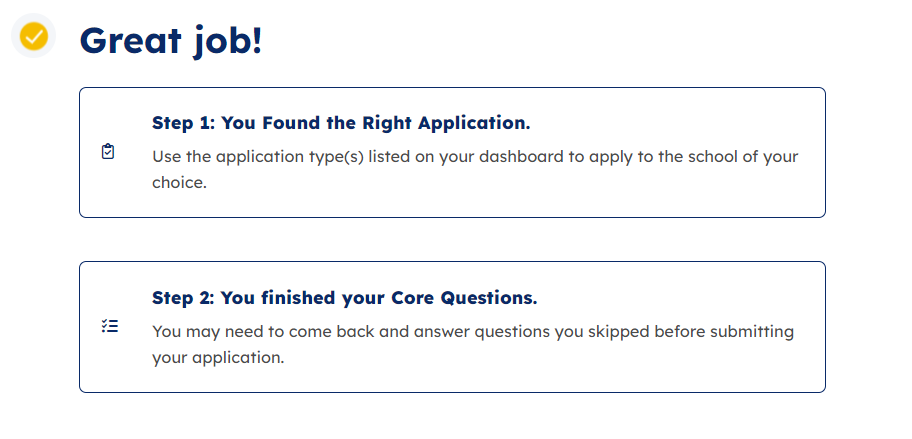 Great job!
Step 1: You Found the Right Application.
Use the application type(s) listed on your dashboard to apply to the school of your
choice.
Step 2: You finished your Core Questions.
You may need to come back and answer questions you skipped before submitting
your application.